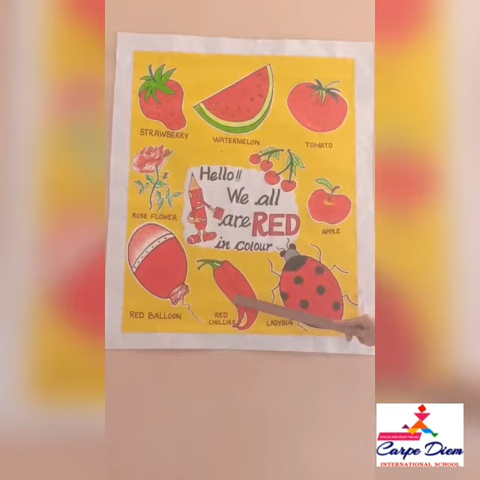 STRAWBERRY
WATERMELON
TOMATO
ROSE FLOWER
Hello!!
We all
are RED
in colour
APPLE
RED BALLOON
RED
CHILLIES
LADYBUG
Carpe Diem
INTERNATIONAL SCHOOL